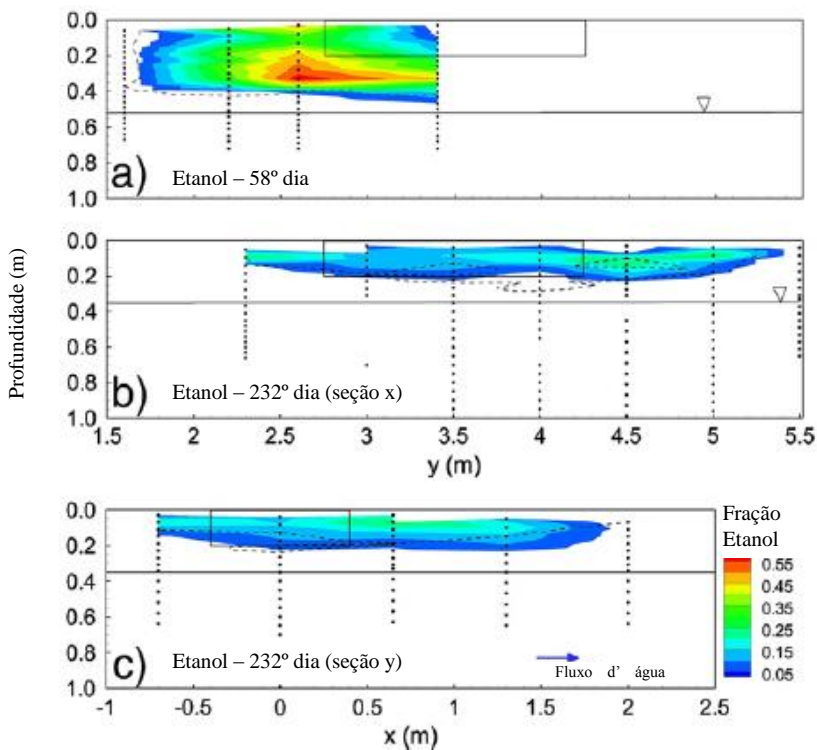 0.0
0.2
0.4
0.6
0.8
1.0
a) Etanol – 58º dia
Profundidade (m)
0.0
0.2
0.4
0.6
0.8
1.0
b) Etanol – 232º dia (seção x)
1.5 2 2.5 3 3.5 4 4.5 5 5.5
y (m)
0.0
0.2
0.4
0.6
0.8
1.0
c) Etanol – 232º dia (seção y)
Fluxo d’ água
-1 -0.5 0 0.5 1 1.5 2 2.5
x (m)
Fração
Etanol
0.55
0.45
0.35
0.25
0.15
0.05